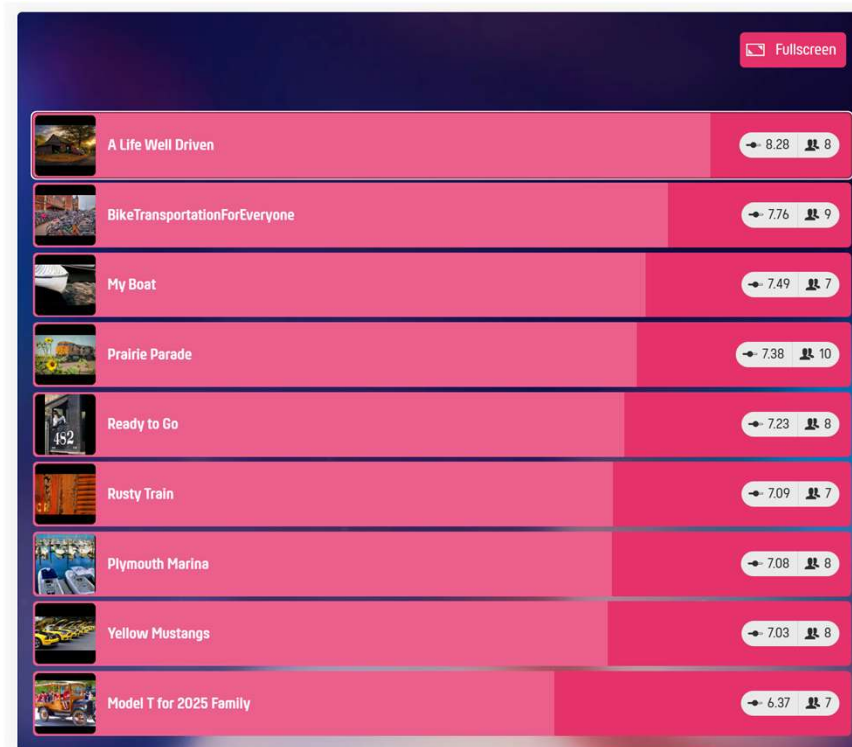 Fullscreen
A Life Well Driven 8.28 8
BikeTransportationForEveryone 7.76 9
My Boat 7.49 7
Prairie Parade 7.38 10
482
Ready to Go 7.23 8
Rusty Train 7.09 7
Plymouth Marina 7.08 8
Yellow Mustangs 7.03 8
Model T for 2025 Family 6.37 7